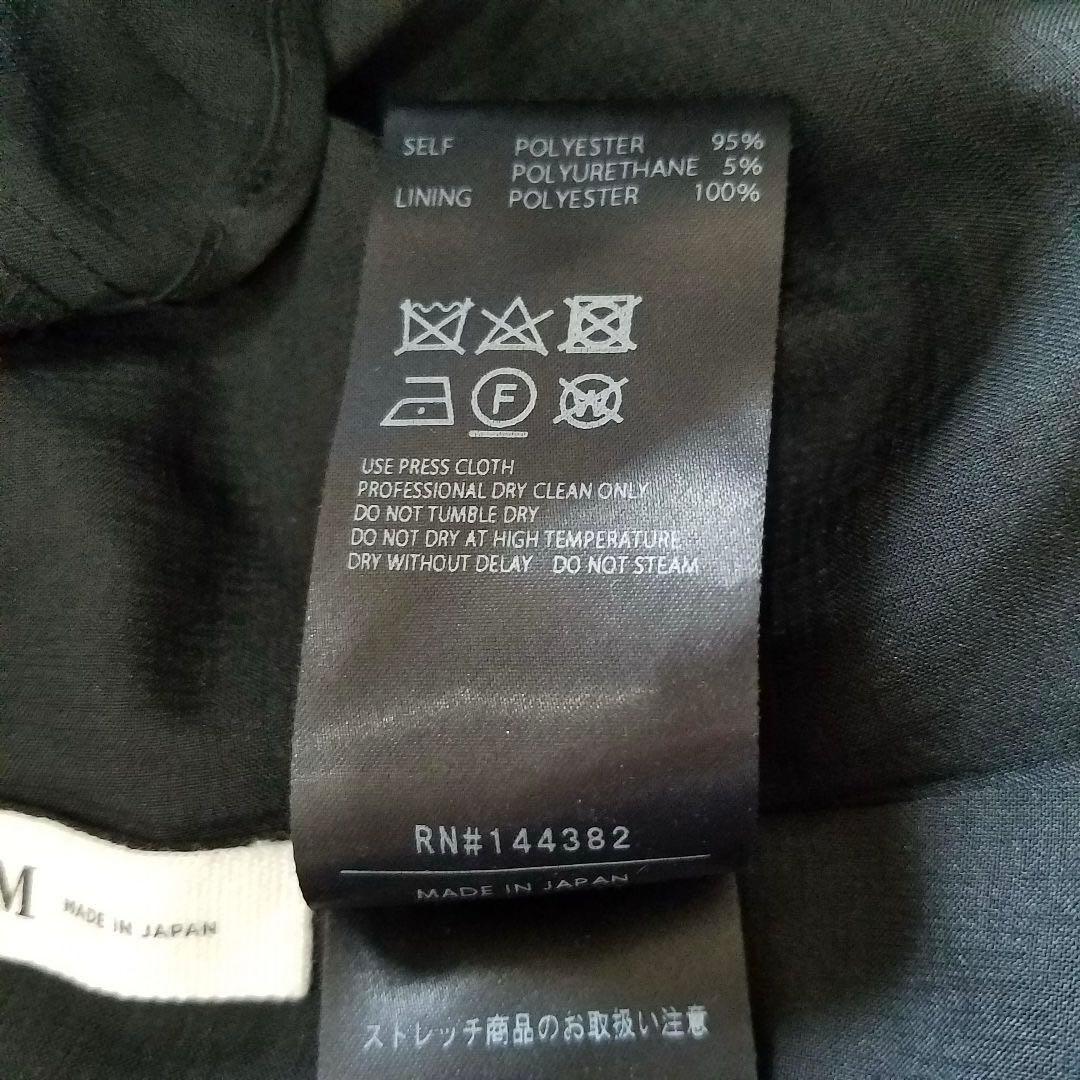 SELF POLYESTER 95%
POLYURETHANE 5%
LINING POLYESTER 100%
F
W
USE PRESS CLOTH
PROFESSIONAL DRY CLEAN ONLY
DO NOT TUMBLE DRY
DO NOT DRY AT HIGH TEMPERATURE
DRY WITHOUT DELAY DO NOT STEAM
RN#144382
MADE IN JAPAN
M MADE IN JAPAN
ストレッチ商品のお取扱い注意